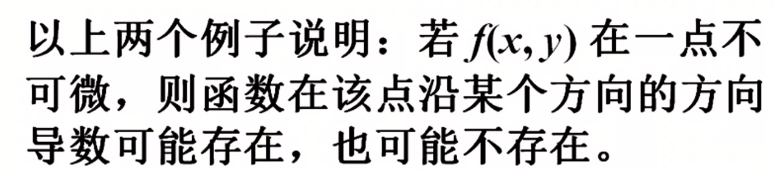 以上两个例子说明：若 f(x, y) 在一点不
可微，则函数在该点沿某个方向的方向
导数可能存在，也可能不存在。